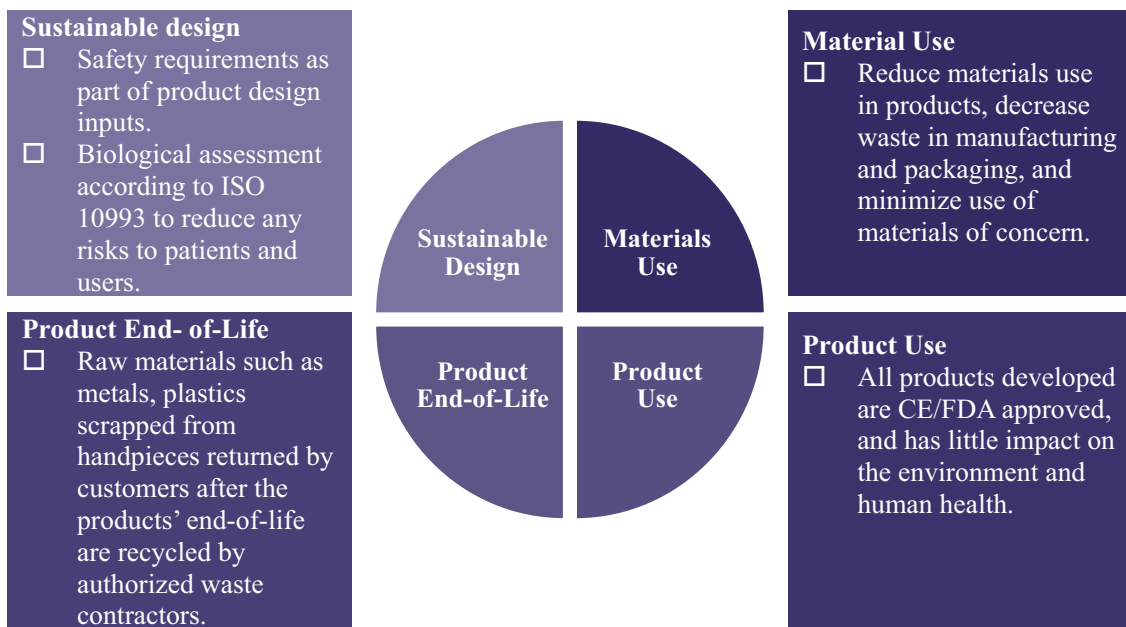 Sustainable design
☐ Safety requirements as
part of product design
inputs.
☐ Biological assessment
according to ISO
10993 to reduce any
risks to patients and
users.
Material Use
☐ Reduce materials use
in products, decrease
waste in manufacturing
and packaging, and
minimize use of
materials of concern.
Sustainable
Design
Materials
Use
Product
End-of-Life
Product
Use
Product End- of-Life
☐ Raw materials such as
metals, plastics
scrapped from
handpieces returned by
customers after the
products’ end-of-life
are recycled by
authorized waste
contractors.
Product Use
☐ All products developed
are CE/FDA approved,
and has little impact on
the environment and
human health.